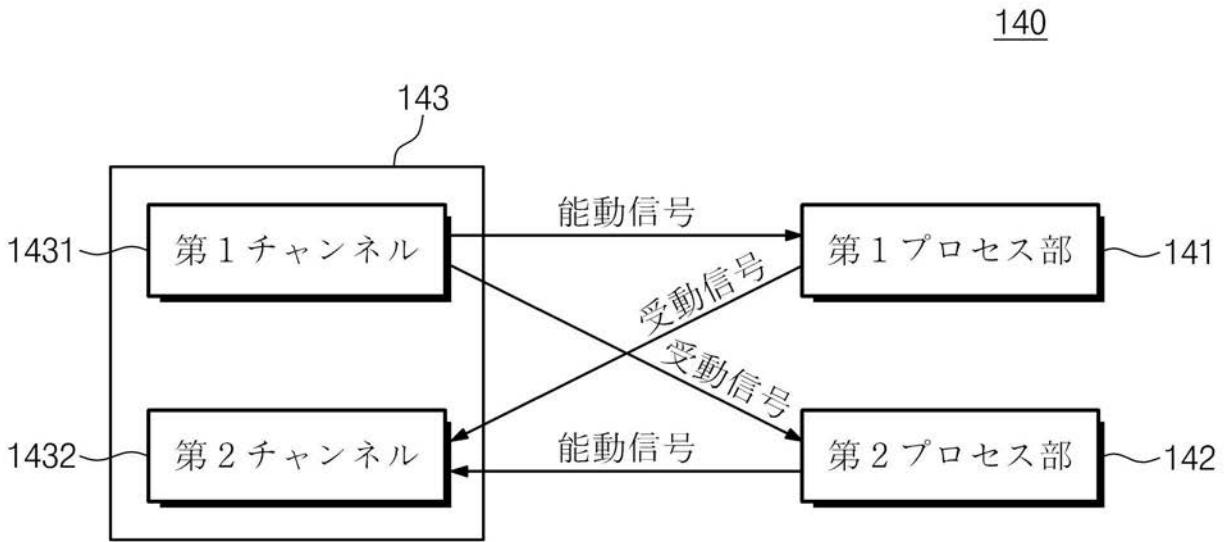 140
143
能動信号
1431
第1チャンネル
第1プロセス部
141
受動信号
受動信号
1432
第2チャンネル
能動信号
第2プロセス部
142